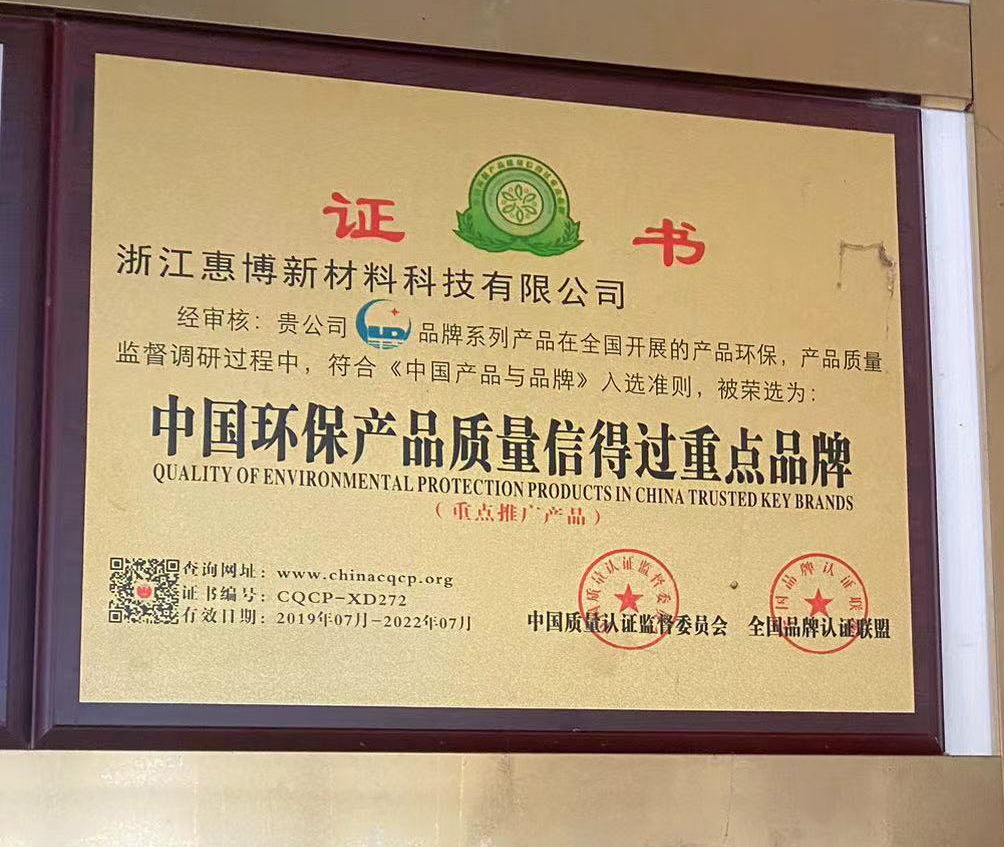 证书
浙江惠博新材料科技有限公司
经审核：贵公司 品牌系列产品在全国开展的产品环保，产品质量
监督调研过程中，符合《中国产品与品牌》入选准则，被荣选为：
中国环保产品质量信得过重点品牌
QUALITY OF ENVIRONMENTAL PROTECTION PRODUCTS IN CHINA TRUSTED KEY BRANDS
（重点推广产品）
查询网址：www.chinacqcp.org
证书编号：CQCP-XD272
有效日期：2019年07月-2022年07月
中国质量认证监督委员会 全国品牌认证联盟